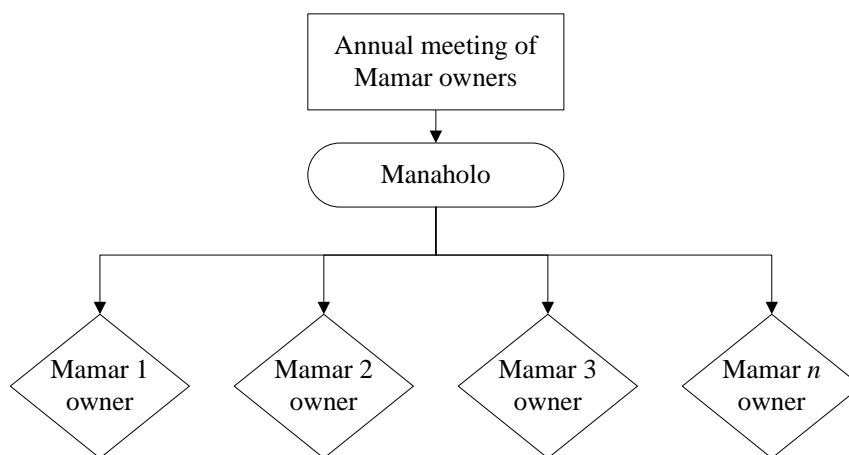 Annual meeting of
Mamar owners
Manaholo
Mamar 1
owner
Mamar 2
owner
Mamar 3
owner
Mamar n
owner